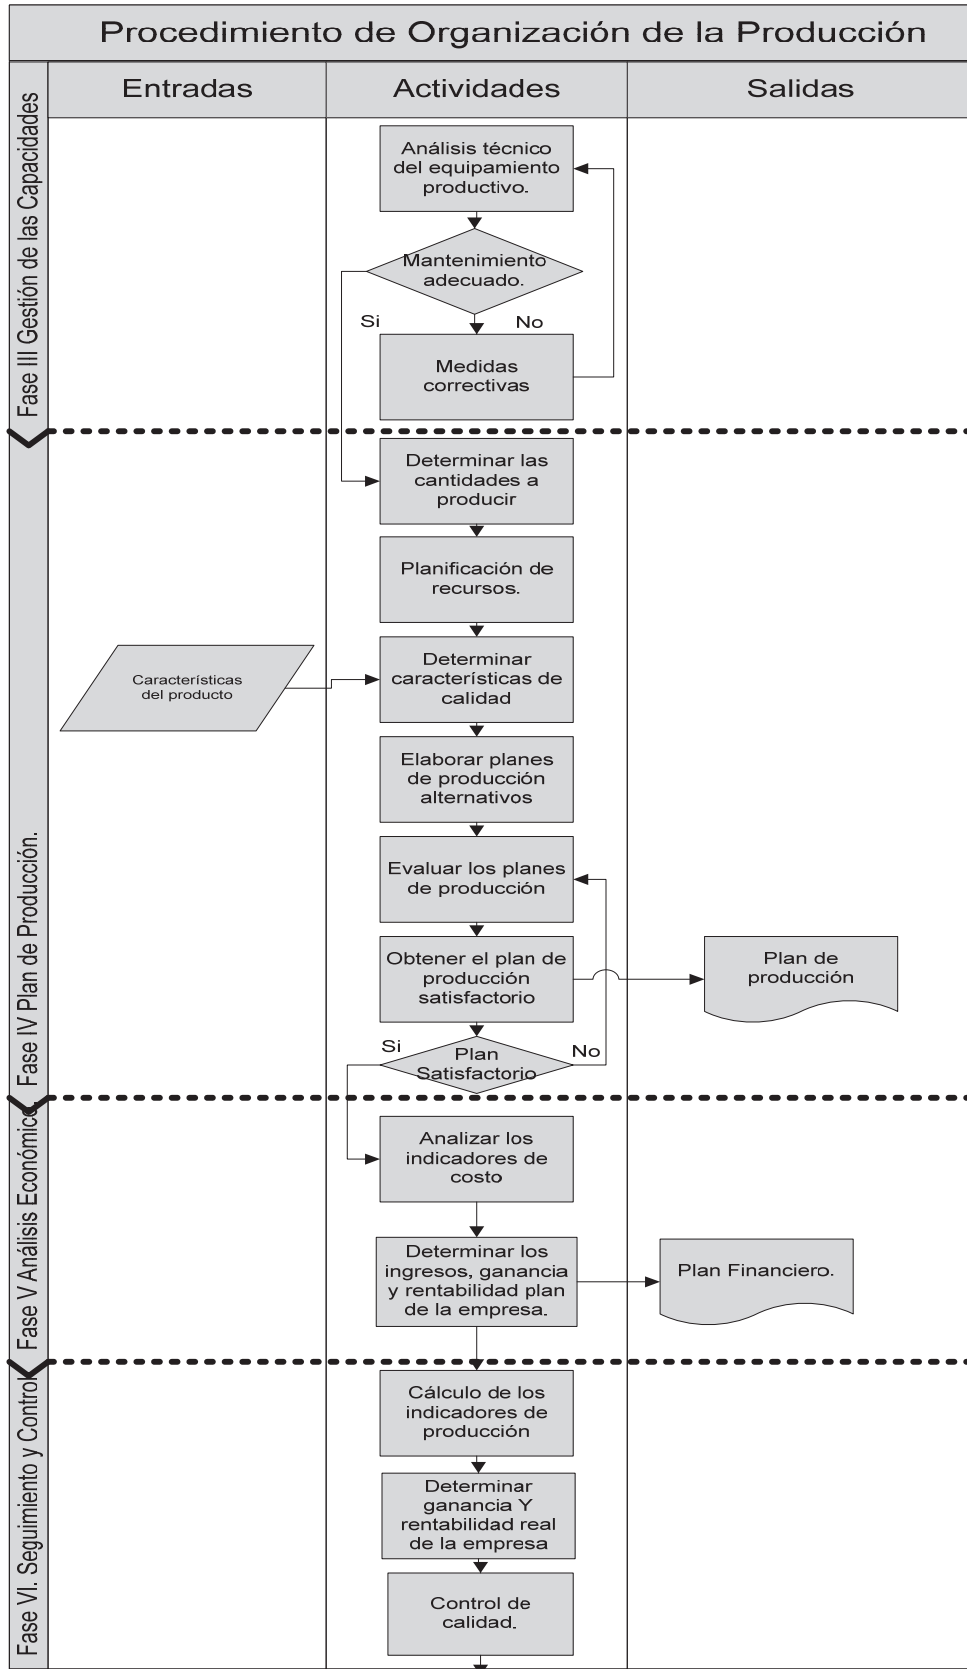 Procedimiento de Organización de la Producción
Entradas
Actividades
Salidas
Fase III Gestión de las Capacidades
Análisis técnico
del equipamiento
productivo.
Mantenimiento
adecuado.
Si
No
Medidas
correctivas
Fase IV Plan de Producción.
Determinar las
cantidades a
producir
Planificación de
recursos.
Características
del producto
Determinar
características de
calidad
Elaborar planes
de producción
alternativos
Evaluar los planes
de producción
Obtener el plan de
producción
satisfactorio
Plan de
producción
Si
Plan
Satisfactorio
No
Fase V Análisis Económico.
Analizar los
indicadores de
costo
Determinar los
ingresos, ganancia
y rentabilidad plan
de la empresa.
Plan Financiero.
Fase VI. Seguimiento y Control
Cálculo de los
indicadores de
producción
Determinar
ganancia Y
rentabilidad real
de la empresa
Control de
calidad.